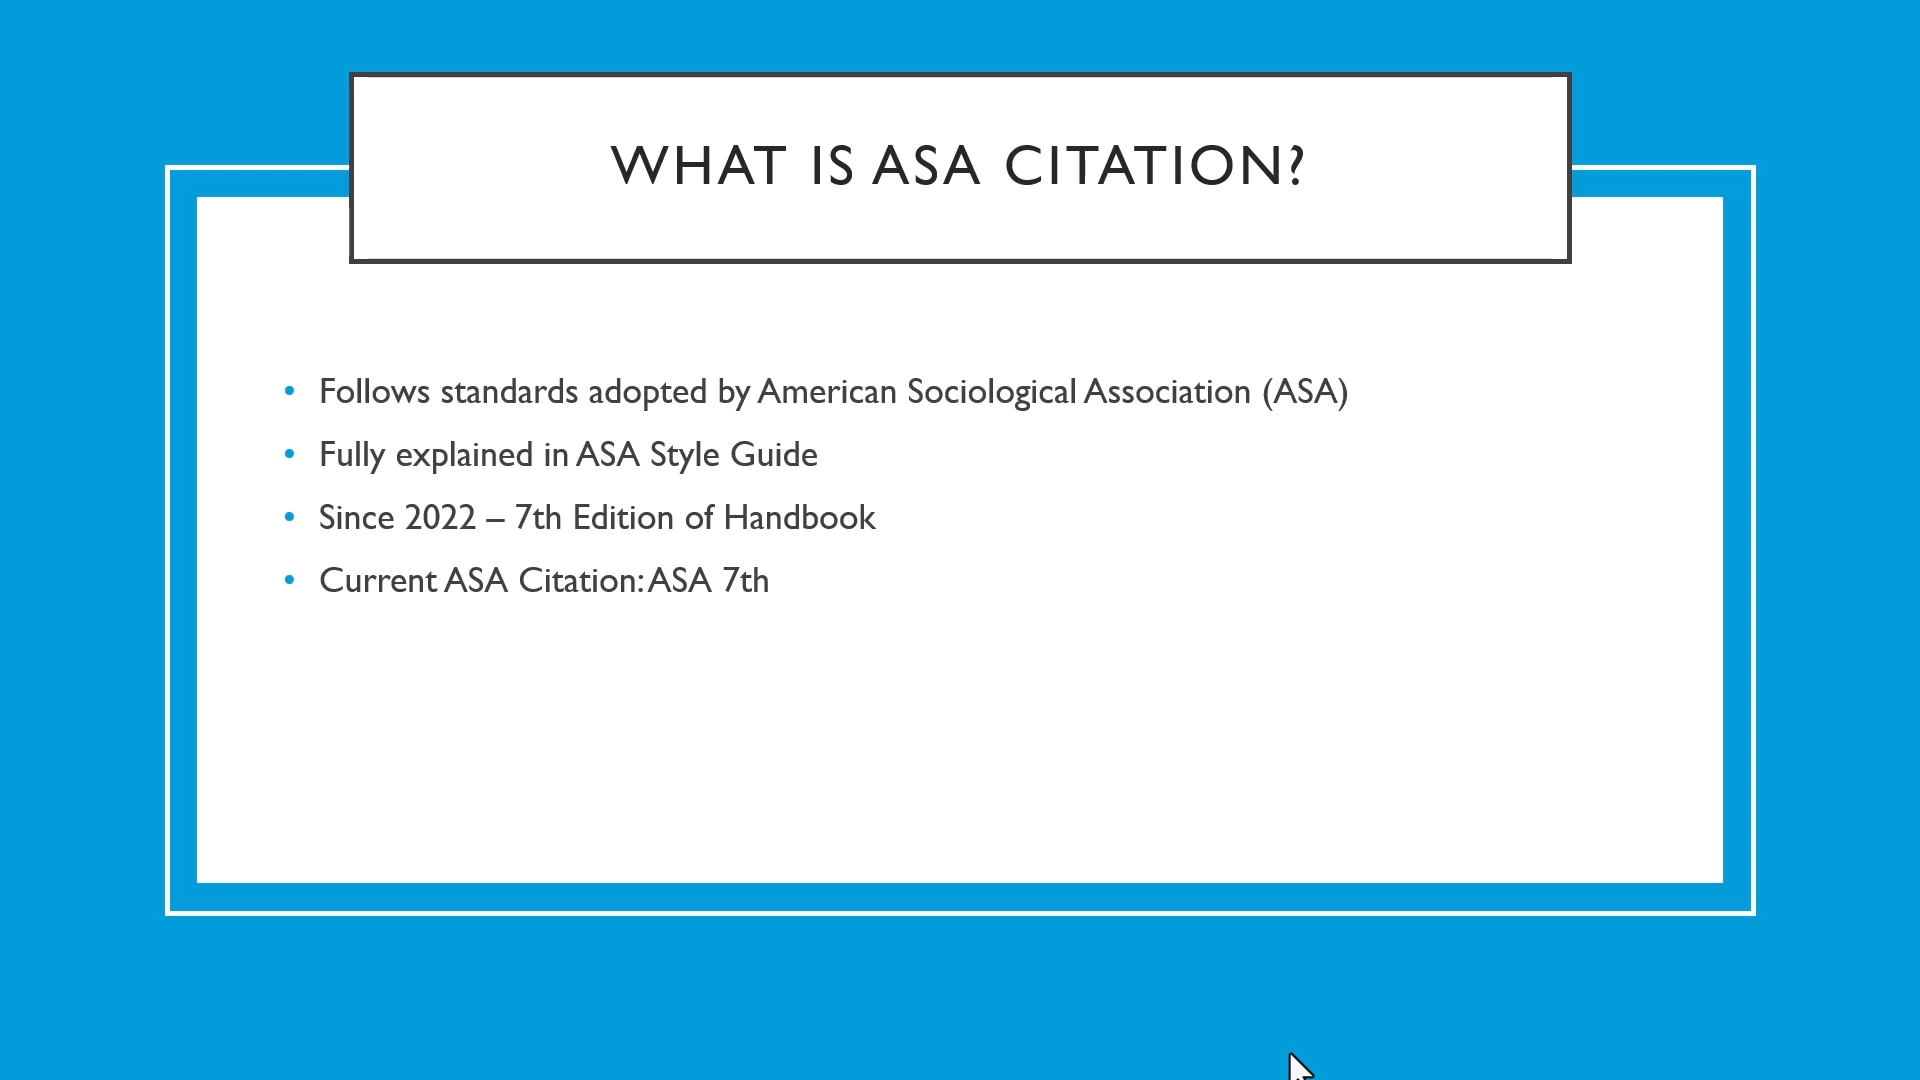 WHAT IS ASA CITATION?
• Follows standards adopted by American Sociological Association (ASA)
• Fully explained in ASA Style Guide
• Since 2022 – 7th Edition of Handbook
• Current ASA Citation: ASA 7th